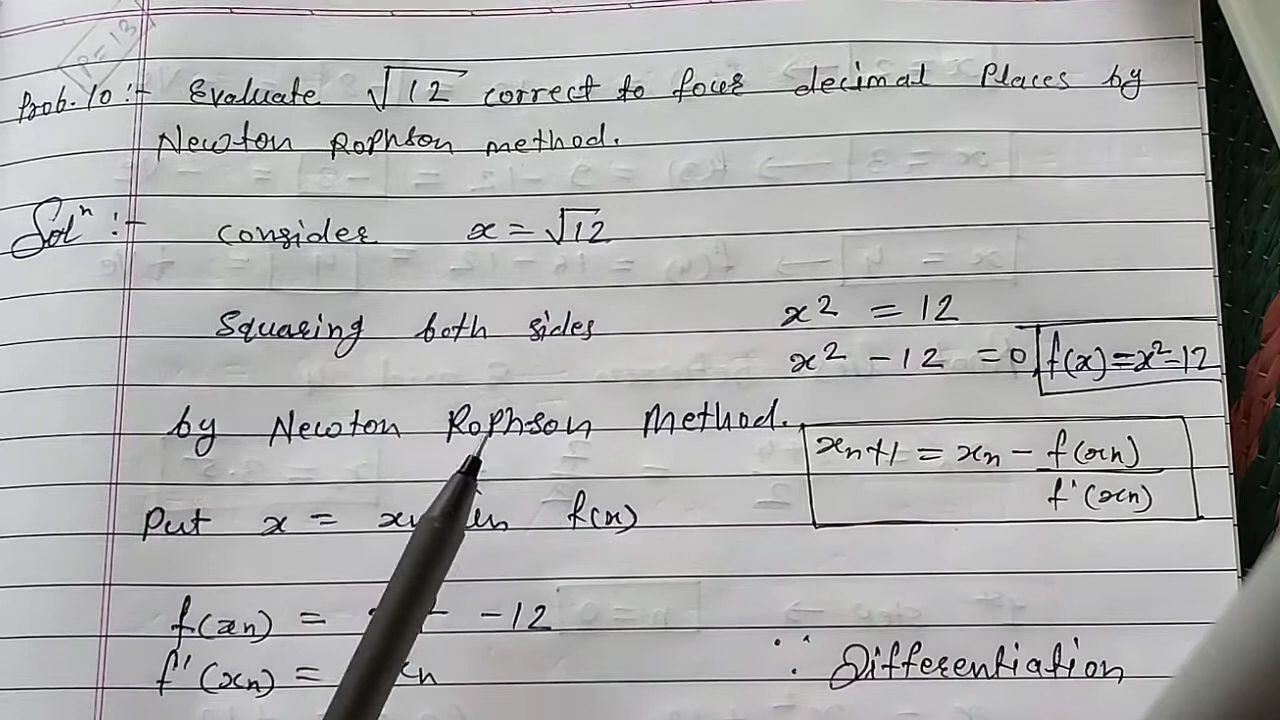 P=13
Prob. 10 :- Evaluate √12 correct to four decimal Places by
Newton Rophson method.
Solⁿ :- consider x = √12
Squaring both sides x² = 12
x² - 12 = 0, f(x) = x²-12
by Newton Rophson Method.
xn+1 = xn - f(xn) / f'(xn)
Put x = in f(x)
f(xn) = -12
f'(xn) = xn
∵ Differentiation